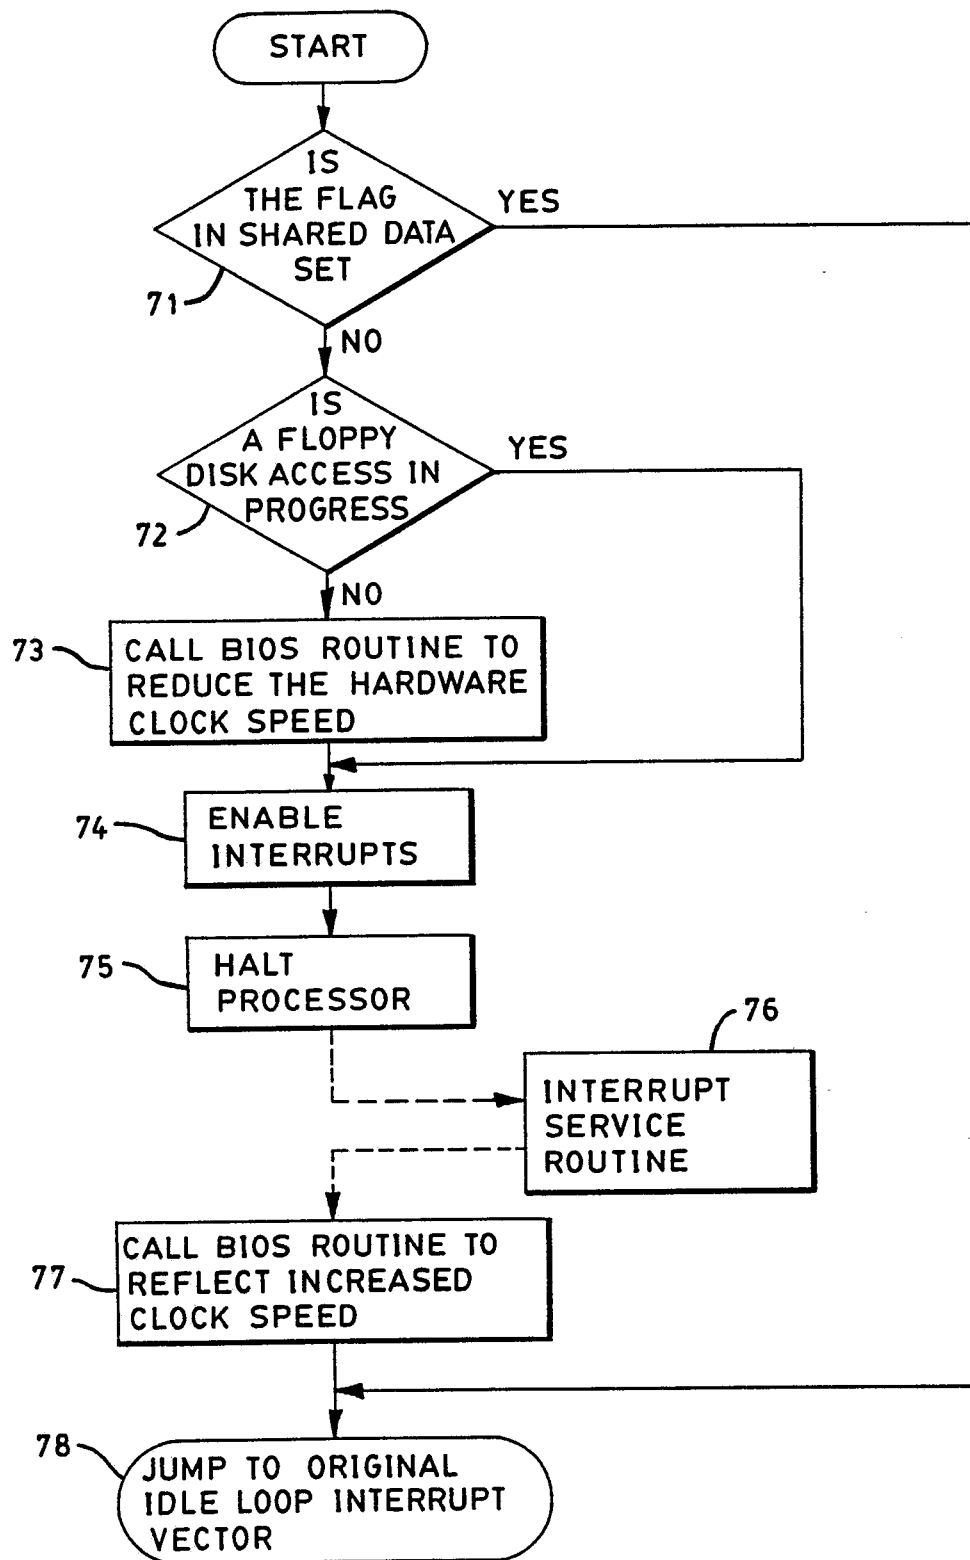 START
IS
THE FLAG
IN SHARED DATA
SET
YES
71
NO
IS
A FLOPPY
DISK ACCESS IN
PROGRESS
YES
72
NO
73
CALL BIOS ROUTINE TO
REDUCE THE HARDWARE
CLOCK SPEED
74
ENABLE
INTERRUPTS
75
HALT
PROCESSOR
76
INTERRUPT
SERVICE
ROUTINE
77
CALL BIOS ROUTINE TO
REFLECT INCREASED
CLOCK SPEED
78
JUMP TO ORIGINAL
IDLE LOOP INTERRUPT
VECTOR